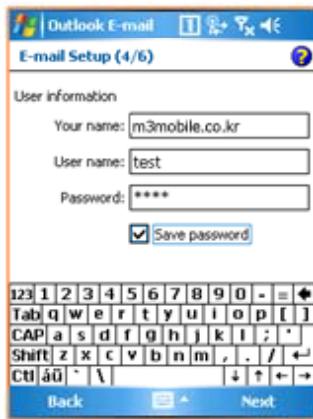 Outlook E-mail
E-mail Setup (4/6)
User information
Your name: m3mobile.co.kr
User name: test
Password: ****
Save password
123 1 2 3 4 5 6 7 8 9 0 - =
Tab q w e r t y u i o p [ ]
CAP a s d f g h j k l ; '
Shift z x c v b n m , . /
Ctl áü ` \
Back Next